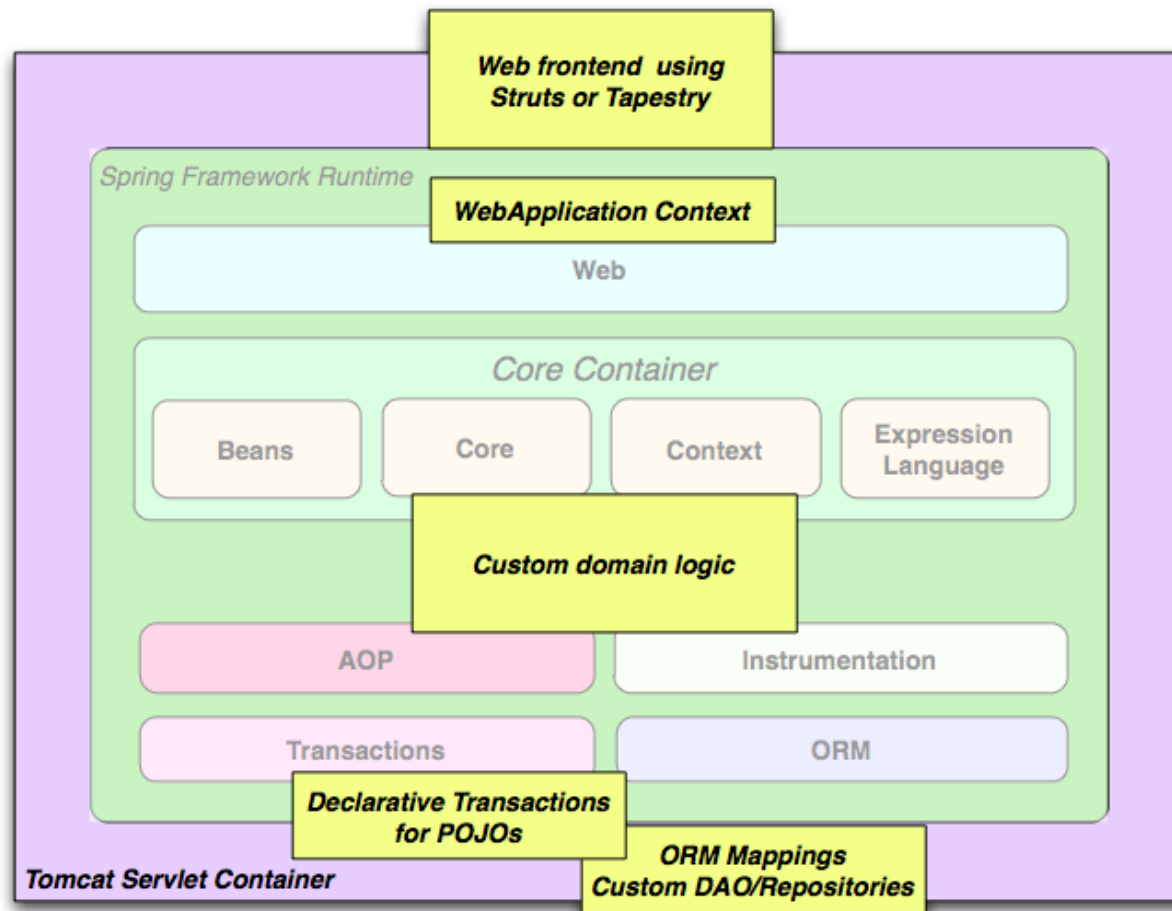 Web frontend using
Struts or Tapestry
Spring Framework Runtime
WebApplication Context
Web
Core Container
Beans
Core
Context
Expression
Language
Custom domain logic
AOP
Instrumentation
Transactions
ORM
Declarative Transactions
for POJOs
ORM Mappings
Custom DAO/Repositories
Tomcat Servlet Container